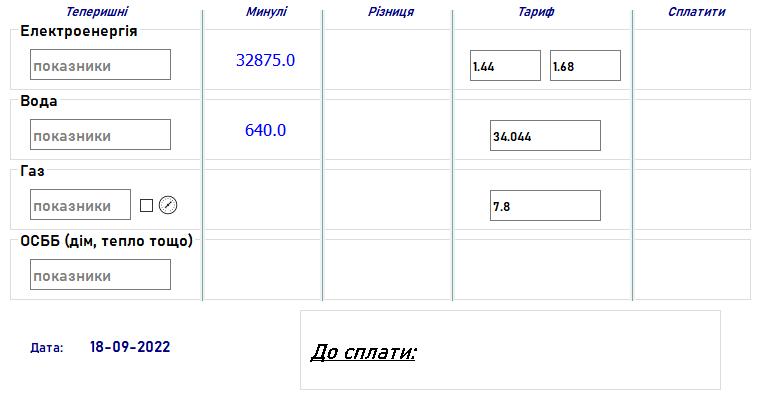 Теперишні Минулі Різниця Тариф Сплатити
Електроенергія
показники 32875.0 1.44 1.68
Вода
показники 640.0 34.044
Газ
показники 7.8
ОСББ (дім, тепло тощо)
показники
Дата: 18-09-2022
До сплати: